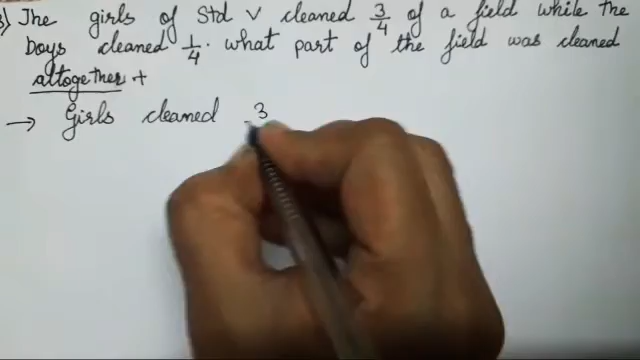 3) The girls of Std V cleaned 3/4 of a field while the
boys cleaned 1/4. what part of the field was cleaned
altogether +
→ Girls cleaned 3